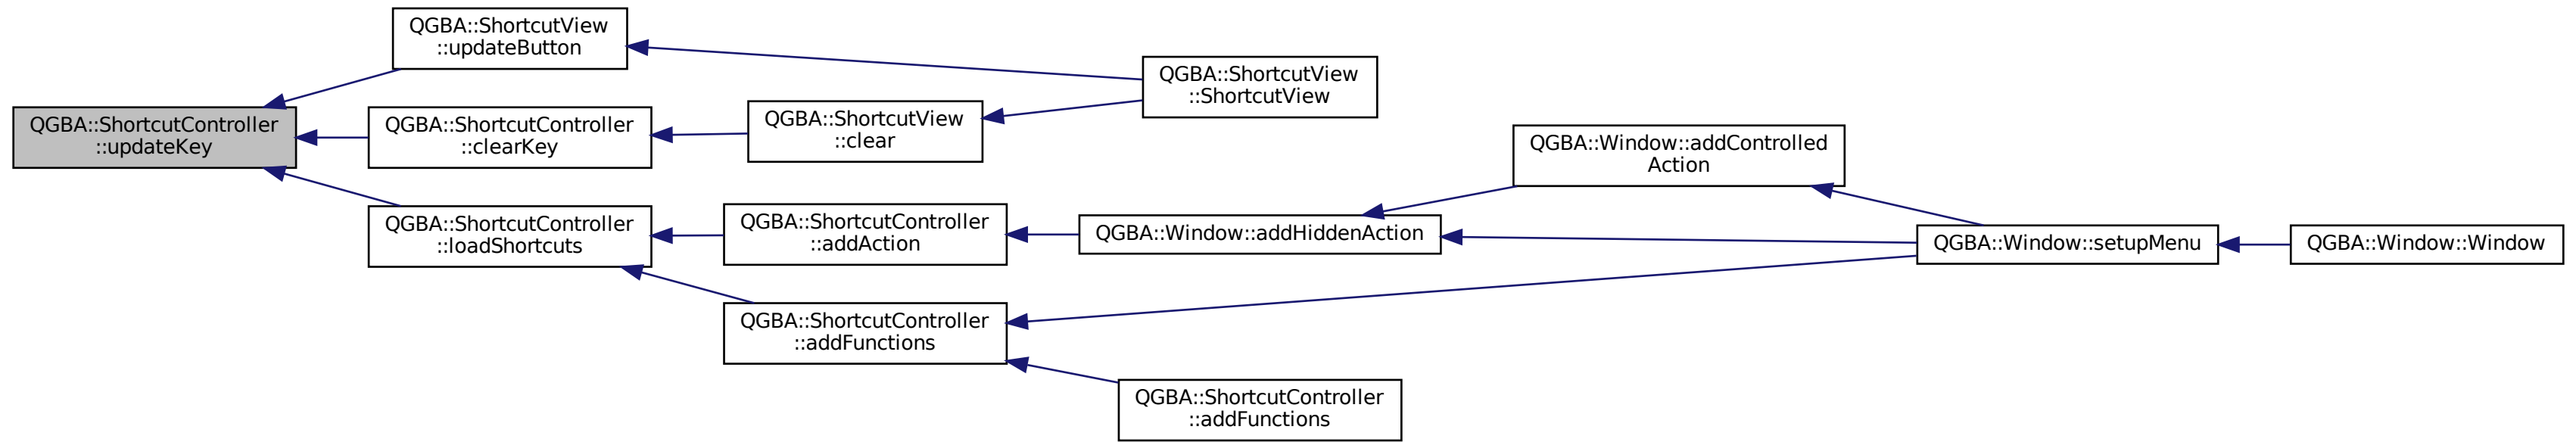 QGBA::ShortcutController
::updateKey
QGBA::ShortcutView
::updateButton
QGBA::ShortcutController
::clearKey
QGBA::ShortcutController
::loadShortcuts
QGBA::ShortcutView
::clear
QGBA::ShortcutController
::addAction
QGBA::ShortcutController
::addFunctions
QGBA::ShortcutView
::ShortcutView
QGBA::Window::addHiddenAction
QGBA::ShortcutController
::addFunctions
QGBA::Window::addControlled
Action
QGBA::Window::setupMenu
QGBA::Window::Window